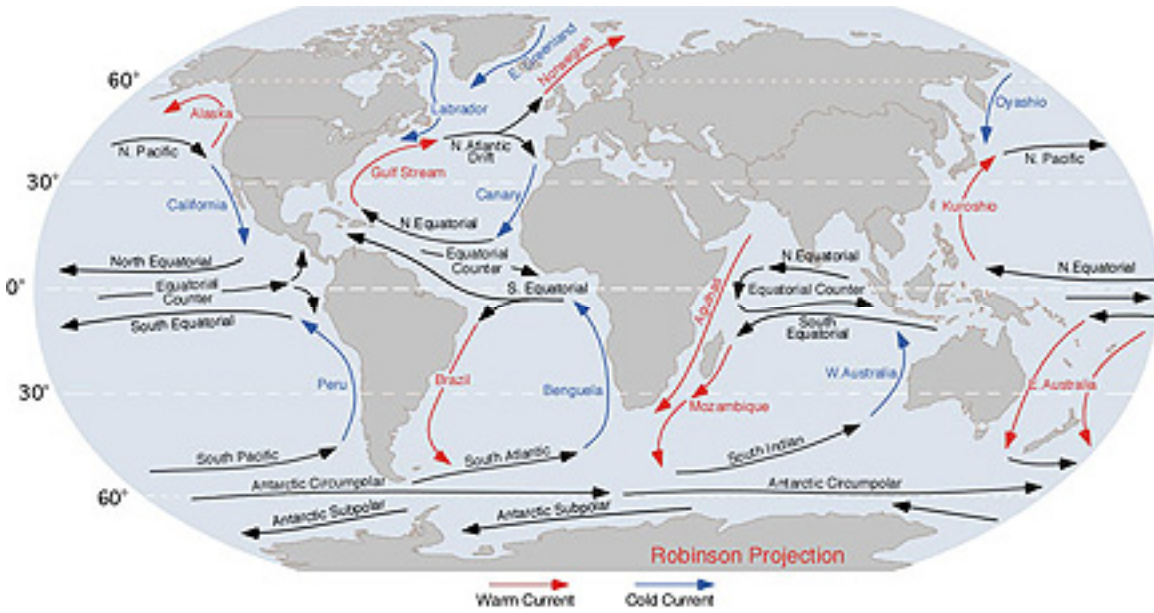 E. Greenland
Norwegian
60°
Alaska
Labrador
Oyashio
N. Pacific
N. Atlantic
Drift
N. Pacific
Gulf Stream
30°
California
Canary
Kuroshio
N.Equatorial
North Equatorial
Equatorial
Counter
N.Equatorial
N.Equatorial
0°
Equatorial
Counter
S. Equatorial
Equatorial Counter
South Equatorial
South
Equatorial
Agulhas
Peru
Brazil
Benguela
W.Australia
E.Australia
30°
Mozambique
South Pacific
South Atlantic
South Indian
Antarctic Circumpolar
Antarctic Circumpolar
60°
Antarctic Subpolar
Antarctic Subpolar
Robinson Projection
Warm Current
Cold Current